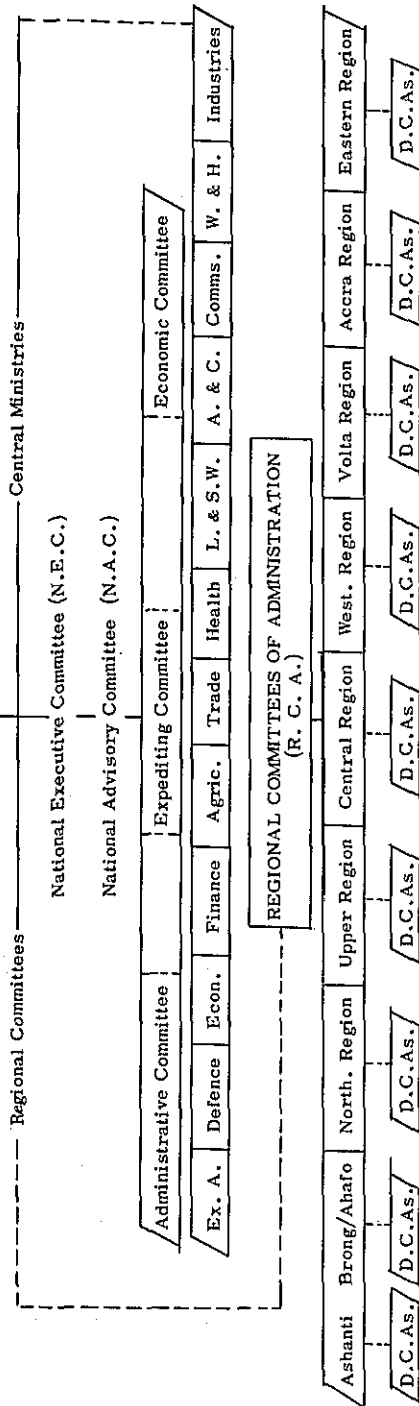 Regional Committees Central Ministries
National Executive Committee (N.E.C.)
National Advisory Committee (N.A.C.)
Administrative Committee Expediting Committee Economic Committee
Ex. A. Defence Econ. Finance Agric. Trade Health L. & S.W. A. & C. Comms. W. & H. Industries
REGIONAL COMMITTEES OF ADMINISTRATION
(R. C. A.)
Ashanti Brong/Ahafo North. Region Upper Region Central Region West. Region Volta Region Accra Region Eastern Region
D.C.As. D.C.As. D.C.As. D.C.As. D.C.As. D.C.As. D.C.As. D.C.As. D.C.As.